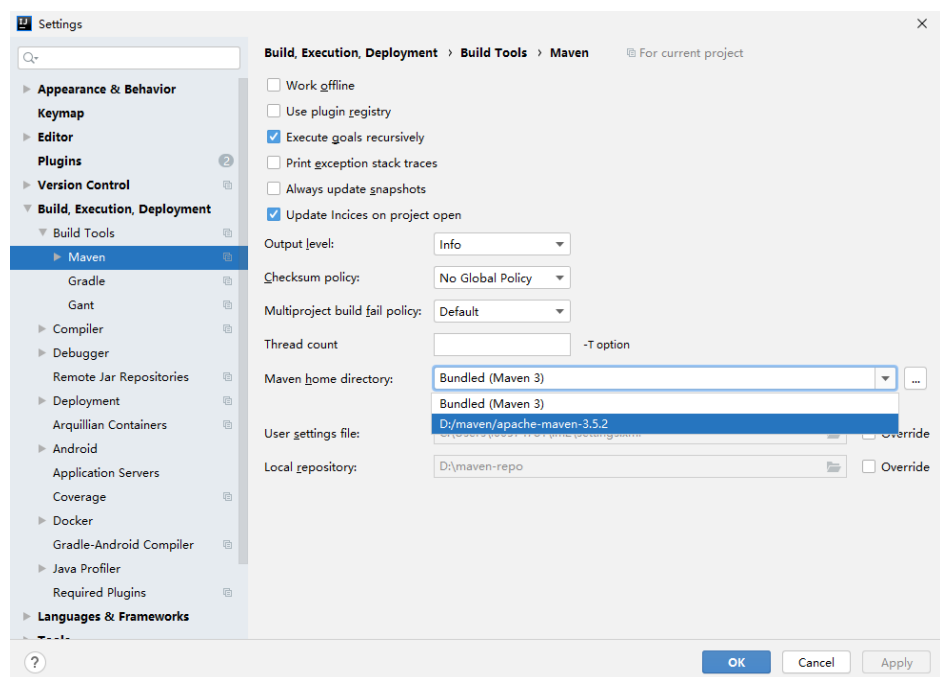 Settings
Build, Execution, Deployment › Build Tools › Maven For current project
Appearance & Behavior
Keymap
Editor
Plugins 2
Version Control
Build, Execution, Deployment
Build Tools
Maven
Gradle
Gant
Compiler
Debugger
Remote Jar Repositories
Deployment
Arquillian Containers
Android
Application Servers
Coverage
Docker
Gradle-Android Compiler
Java Profiler
Required Plugins
Languages & Frameworks
Tools
Work offline
Use plugin registry
Execute goals recursively
Print exception stack traces
Always update snapshots
Update Incices on project open
Output level: Info
Checksum policy: No Global Policy
Multiproject build fail policy: Default
Thread count -T option
Maven home directory: Bundled (Maven 3) ...
Bundled (Maven 3)
D:/maven/apache-maven-3.5.2
User settings file: Override
Local repository: D:\maven-repo Override
? OK Cancel Apply